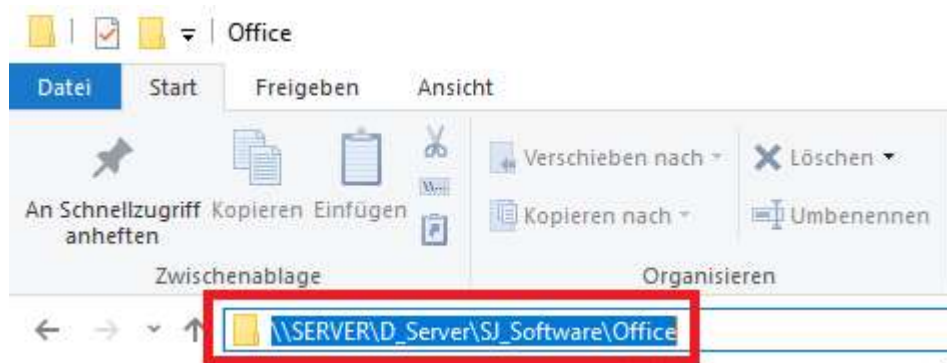 Office
Datei Start Freigeben Ansicht
Verschieben nach Löschen
An Schnellzugriff anheften Kopieren Einfügen Kopieren nach Umbenennen
Zwischenablage Organisieren
\\SERVER\D_Server\SJ_Software\Office